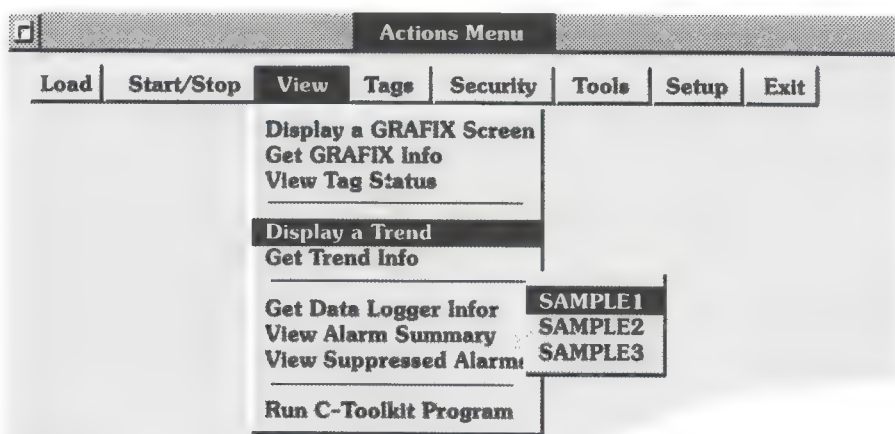 Actions Menu
Load Start/Stop View Tags Security Tools Setup Exit
Display a GRAFIX Screen
Get GRAFIX Info
View Tag Status
Display a Trend
Get Trend Info
Get Data Logger Infor
View Alarm Summary
View Suppressed Alarms
Run C-Toolkit Program
SAMPLE1
SAMPLE2
SAMPLE3